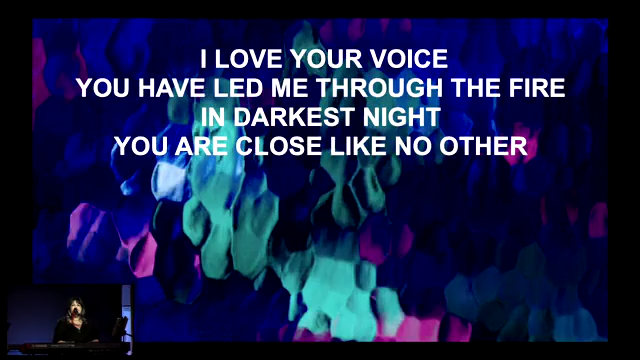 I LOVE YOUR VOICE
YOU HAVE LED ME THROUGH THE FIRE
IN DARKEST NIGHT
YOU ARE CLOSE LIKE NO OTHER